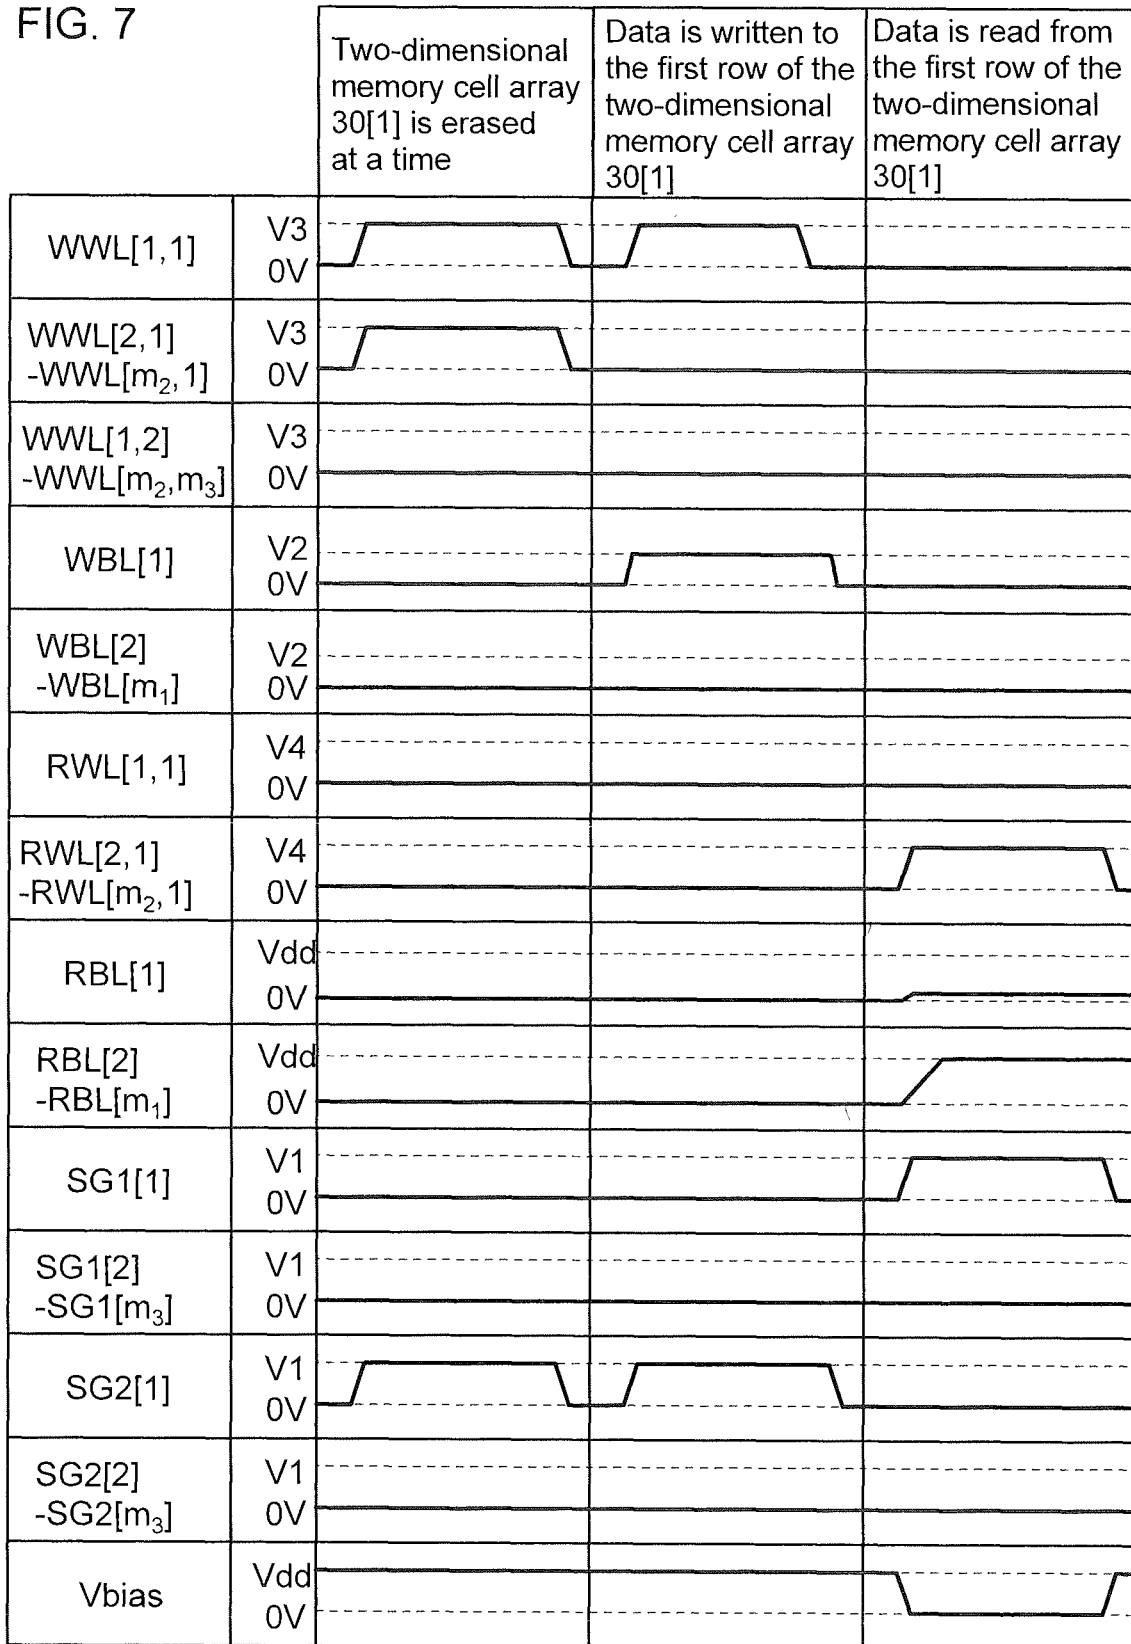 FIG. 7
Two-dimensional
memory cell array
30[1] is erased
at a time
Data is written to
the first row of the
two-dimensional
memory cell array
30[1]
Data is read from
the first row of the
two-dimensional
memory cell array
30[1]
WWL[1,1]
V3
0V
WWL[2,1]
-WWL[m₂,1]
V3
0V
WWL[1,2]
-WWL[m₂,m₃]
V3
0V
WBL[1]
V2
0V
WBL[2]
-WBL[m₁]
V2
0V
RWL[1,1]
V4
0V
RWL[2,1]
-RWL[m₂,1]
V4
0V
RBL[1]
Vdd
0V
RBL[2]
-RBL[m₁]
Vdd
0V
SG1[1]
V1
0V
SG1[2]
-SG1[m₃]
V1
0V
SG2[1]
V1
0V
SG2[2]
-SG2[m₃]
V1
0V
Vbias
Vdd
0V